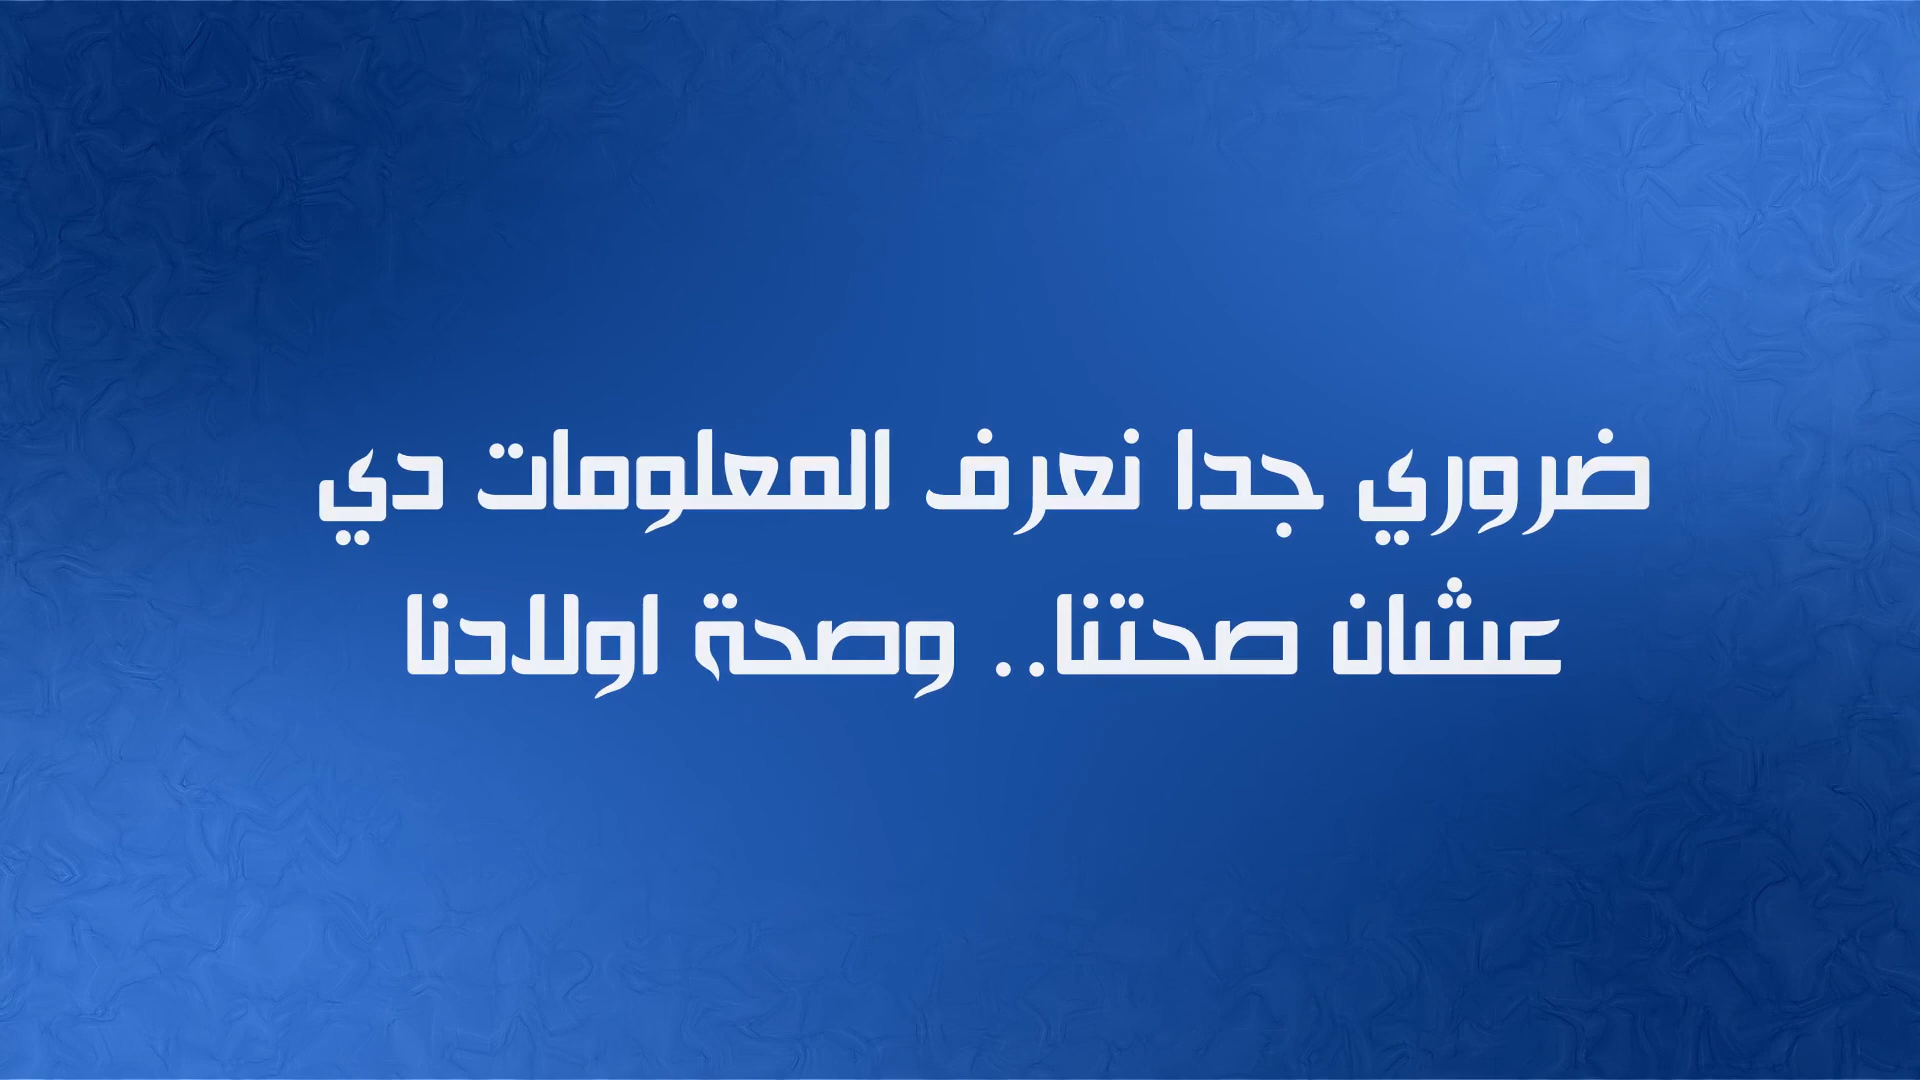 ضروري جدا نعرف المعلومات دي
عشان صحتنا.. وصحة اولادنا